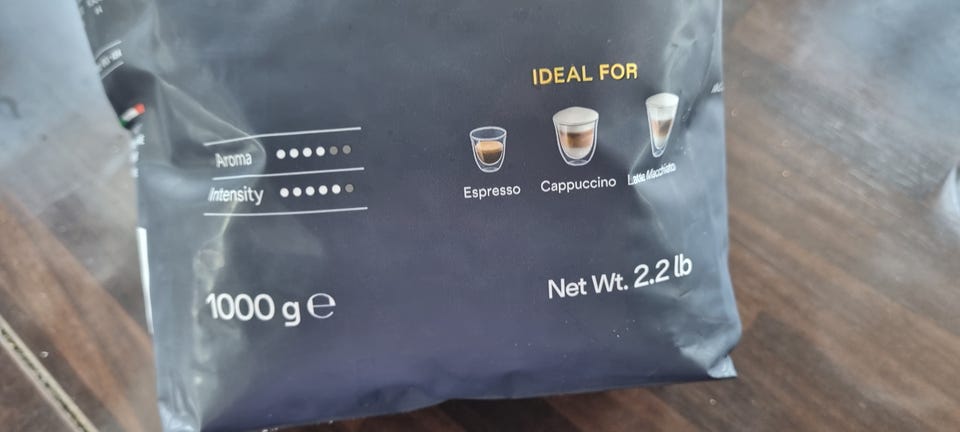 IDEAL FOR
Aroma
Intensity
Espresso
Cappuccino
Latte Macchiato
1000 g ℮
Net Wt. 2.2 lb